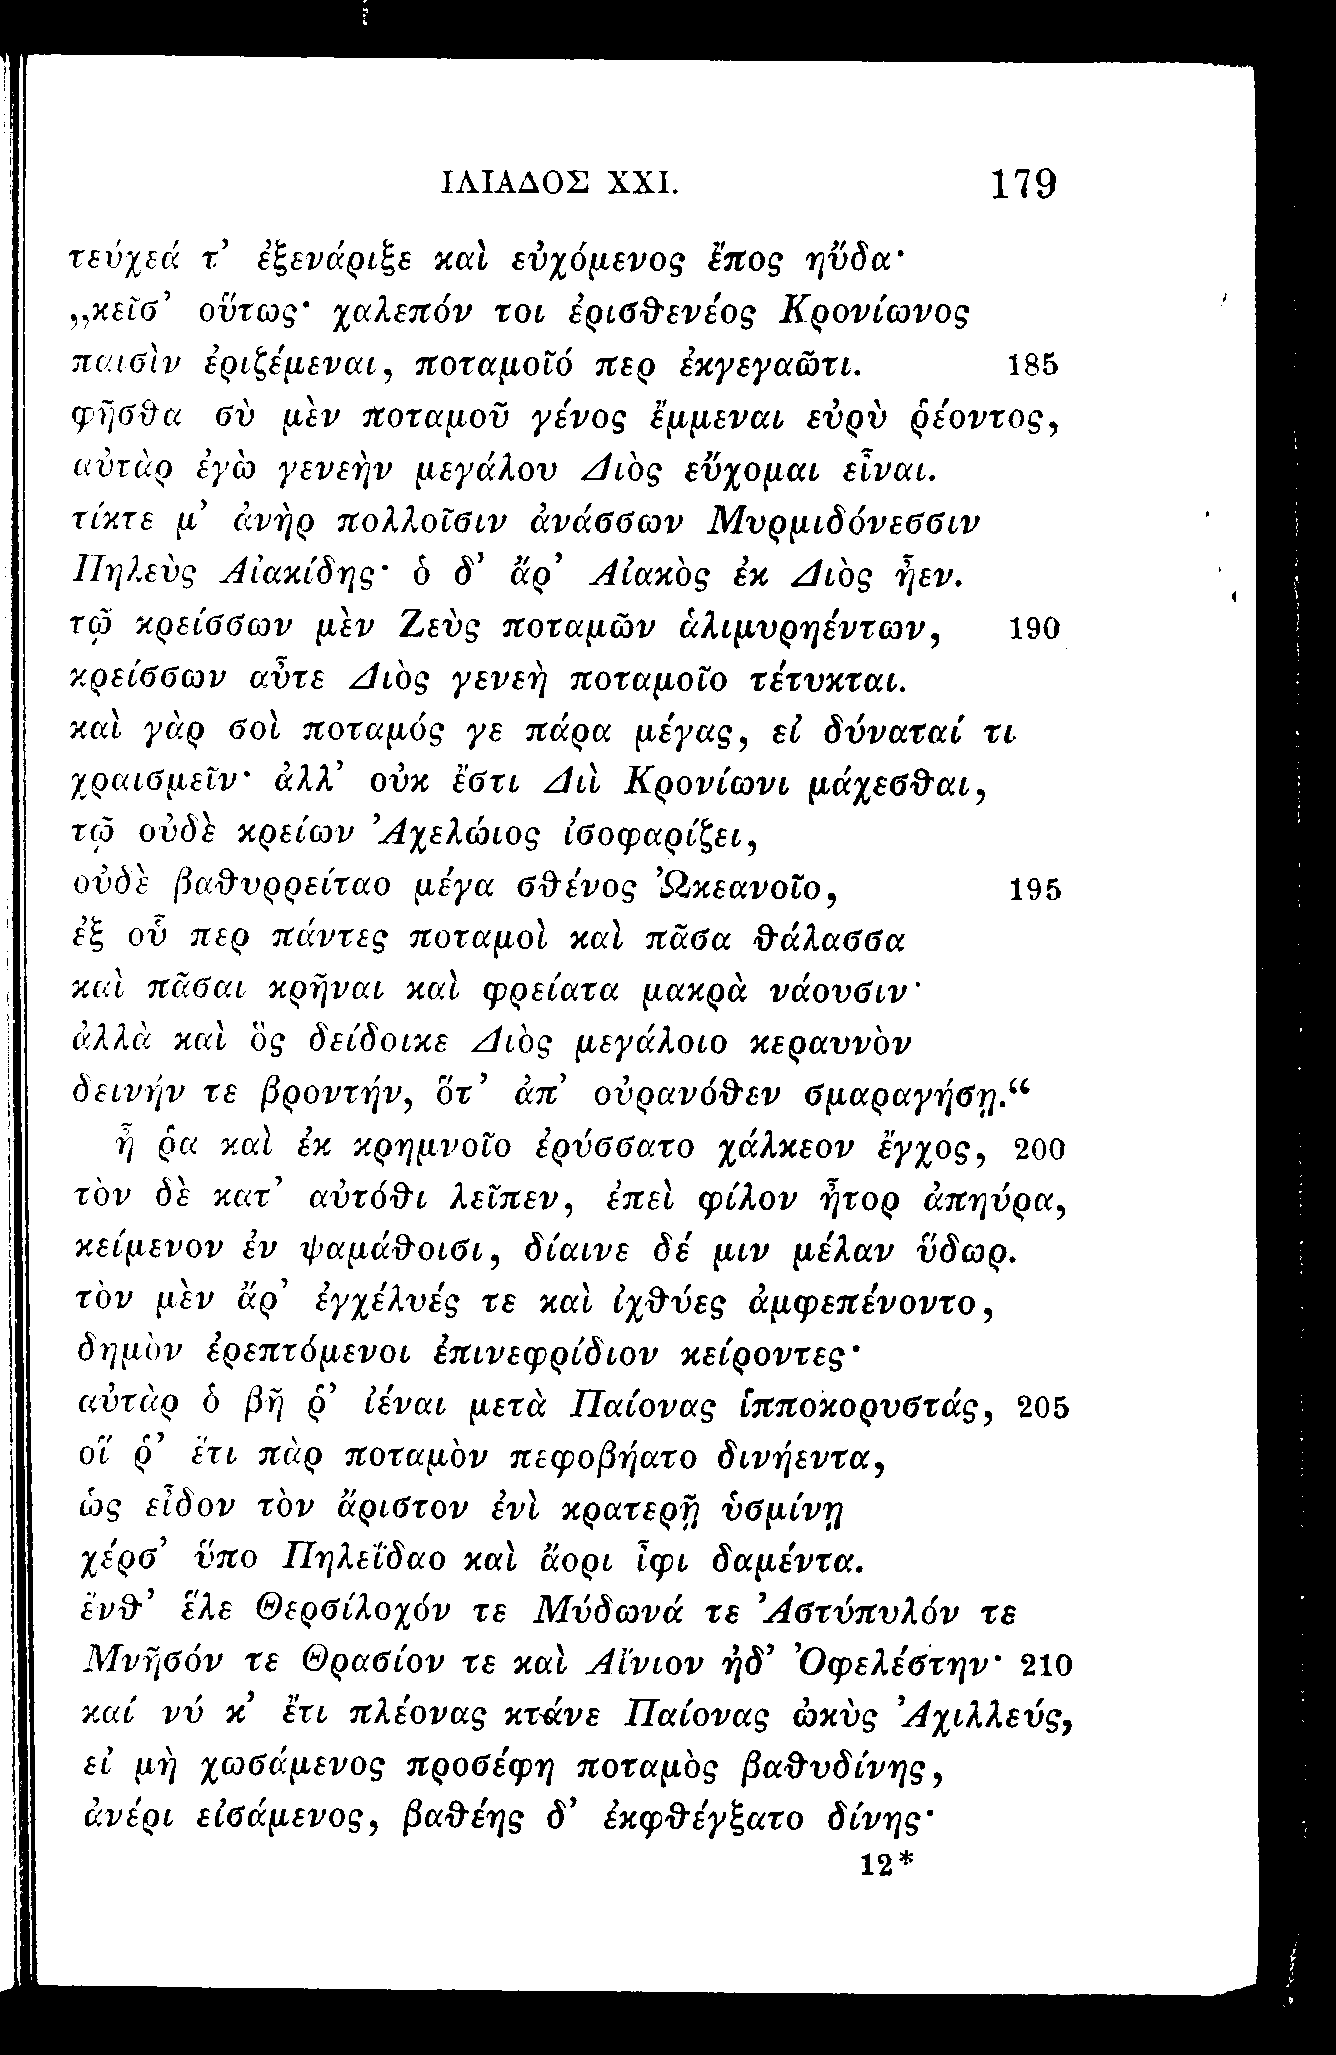 ΙΛΙΑΔΟΣ XXI. 179
τεύχεά τ’ ἐξενάριξε καὶ εὐχόμενος ἔπος ηὔδα·
„κεῖσ’ οὕτως· χαλεπόν τοι ἐρισθενέος Κρονίωνος
παισὶν ἐριζέμεναι, ποταμοῖό περ ἐκγεγαῶτι. 185
φῆσθα σὺ μὲν ποταμοῦ γένος ἔμμεναι εὐρὺ ῥέοντος,
αὐτὰρ ἐγὼ γενεὴν μεγάλου Διὸς εὔχομαι εἶναι.
τίκτε μ’ ἀνὴρ πολλοῖσιν ἀνάσσων Μυρμιδόνεσσιν
Πηλεὺς Αἰακίδης· ὁ δ’ ἄρ’ Αἰακὸς ἐκ Διὸς ἦεν.
τῷ κρείσσων μὲν Ζεὺς ποταμῶν ἁλιμυρηέντων, 190
κρείσσων αὖτε Διὸς γενεὴ ποταμοῖο τέτυκται.
καὶ γὰρ σοὶ ποταμός γε πάρα μέγας, εἰ δύναταί τι
χραισμεῖν· ἀλλ’ οὐκ ἔστι Διὶ Κρονίωνι μάχεσθαι,
τῷ οὐδὲ κρείων Ἀχελώιος ἰσοφαρίζει,
οὐδὲ βαθυρρείταο μέγα σθένος Ὠκεανοῖο, 195
ἐξ οὗ περ πάντες ποταμοὶ καὶ πᾶσα θάλασσα
καὶ πᾶσαι κρῆναι καὶ φρείατα μακρὰ νάουσιν·
ἀλλὰ καὶ ὃς δείδοικε Διὸς μεγάλοιο κεραυνὸν
δεινήν τε βροντήν, ὅτ’ ἀπ’ οὐρανόθεν σμαραγήσῃ.“
ἦ ῥα καὶ ἐκ κρημνοῖο ἐρύσσατο χάλκεον ἔγχος, 200
τὸν δὲ κατ’ αὐτόθι λεῖπεν, ἐπεὶ φίλον ἦτορ ἀπηύρα,
κείμενον ἐν ψαμάθοισι, δίαινε δέ μιν μέλαν ὕδωρ.
τὸν μὲν ἄρ’ ἐγχέλυές τε καὶ ἰχθύες ἀμφεπένοντο,
δημὸν ἐρεπτόμενοι ἐπινεφρίδιον κείροντες·
αὐτὰρ ὁ βῆ ῥ’ ἰέναι μετὰ Παίονας ἱπποκορυστάς, 205
οἵ ῥ’ ἔτι πὰρ ποταμὸν πεφοβήατο δινήεντα,
ὡς εἶδον τὸν ἄριστον ἐνὶ κρατερῇ ὑσμίνῃ
χέρσ’ ὕπο Πηλεΐδαο καὶ ἄορι ἶφι δαμέντα.
ἔνθ’ ἕλε Θερσίλοχόν τε Μύδωνά τε Ἀστύπυλόν τε
Μνῆσόν τε Θρασίον τε καὶ Αἴνιον ἠδ’ Ὀφελέστην· 210
καί νύ κ’ ἔτι πλέονας κτάνε Παίονας ὠκὺς Ἀχιλλεύς,
εἰ μὴ χωσάμενος προσέφη ποταμὸς βαθυδίνης,
ἀνέρι εἰσάμενος, βαθέης δ’ ἐκφθέγξατο δίνης·
12*